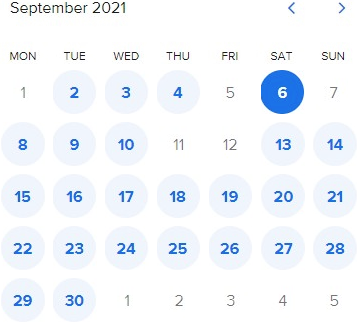 September 2021
MON TUE WED THU FRI SAT SUN
1 2 3 4 5 6 7
8 9 10 11 12 13 14
15 16 17 18 19 20 21
22 23 24 25 26 27 28
29 30 1 2 3 4 5